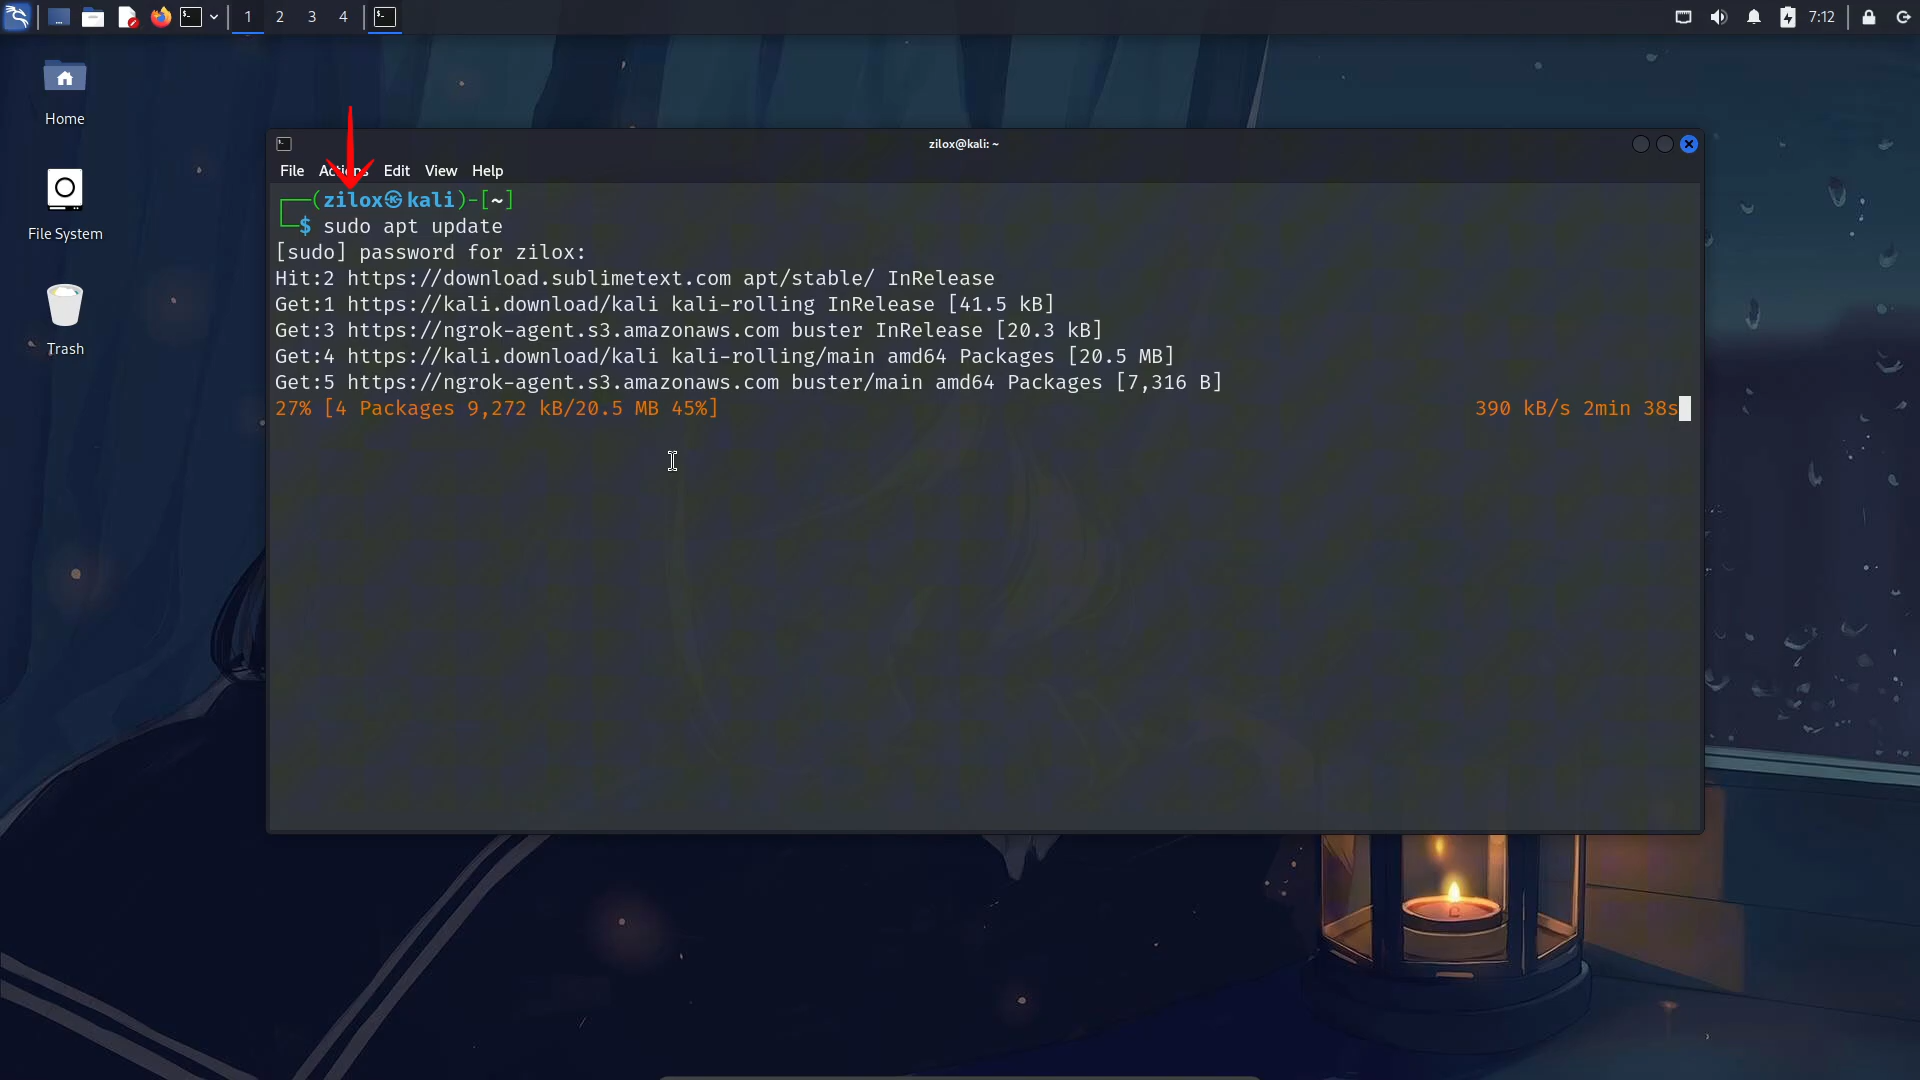 1 2 3 4
7:12
Home
File System
Trash
zilox@kali: ~
File Actions Edit View Help
┌──(zilox㉿kali)-[~]
└─$ sudo apt update
[sudo] password for zilox:
Hit:2 https://download.sublimetext.com apt/stable/ InRelease
Get:1 https://kali.download/kali kali-rolling InRelease [41.5 kB]
Get:3 https://ngrok-agent.s3.amazonaws.com buster InRelease [20.3 kB]
Get:4 https://kali.download/kali kali-rolling/main amd64 Packages [20.5 MB]
Get:5 https://ngrok-agent.s3.amazonaws.com buster/main amd64 Packages [7,316 B]
27% [4 Packages 9,272 kB/20.5 MB 45%] 390 kB/s 2min 38s